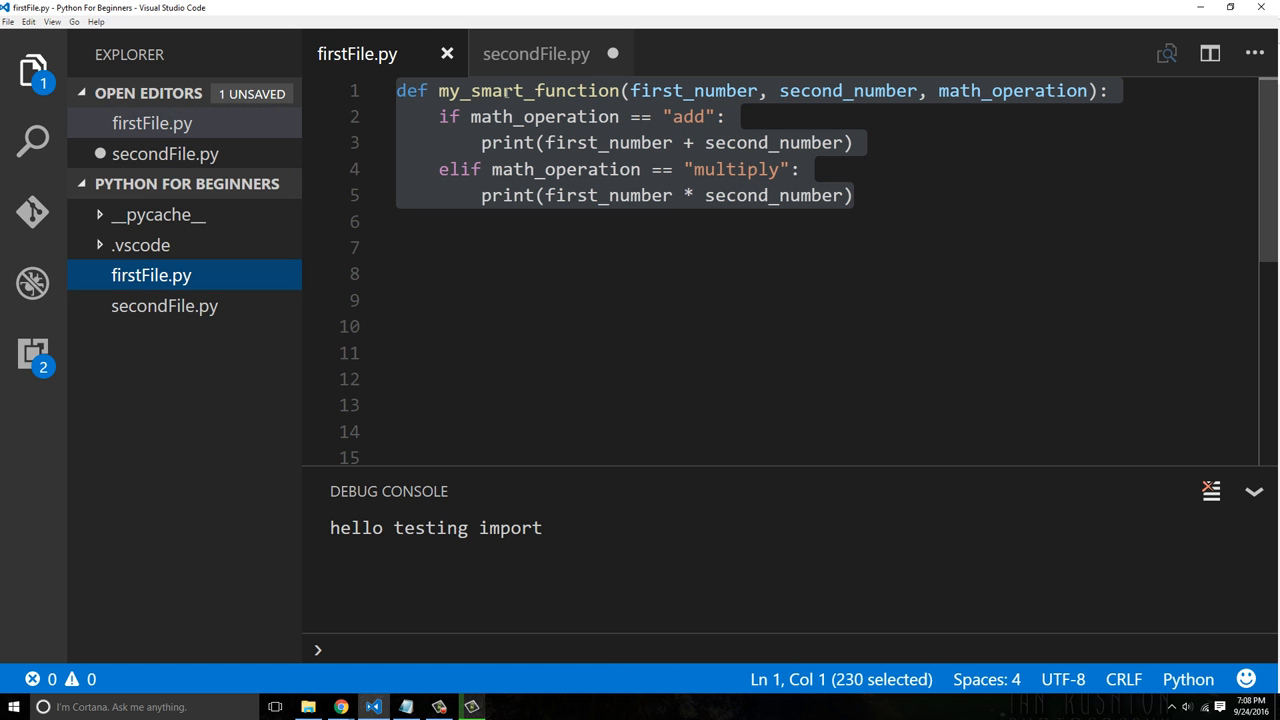 firstFile.py - Python For Beginners - Visual Studio Code
File Edit View Go Help
EXPLORER
OPEN EDITORS 1 UNSAVED
firstFile.py
secondFile.py
PYTHON FOR BEGINNERS
__pycache__
.vscode
firstFile.py
secondFile.py
1
2
firstFile.py secondFile.py
1 def my_smart_function(first_number, second_number, math_operation):
2 if math_operation == "add":
3 print(first_number + second_number)
4 elif math_operation == "multiply":
5 print(first_number * second_number)
6
7
8
9
10
11
12
13
14
15
DEBUG CONSOLE
hello testing import
0 0 Ln 1, Col 1 (230 selected) Spaces: 4 UTF-8 CRLF Python
I'm Cortana. Ask me anything.
7:08 PM
9/24/2016